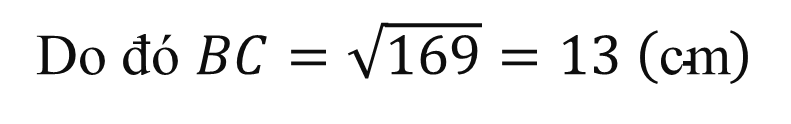 Do đó BC = √169 = 13 (cm)